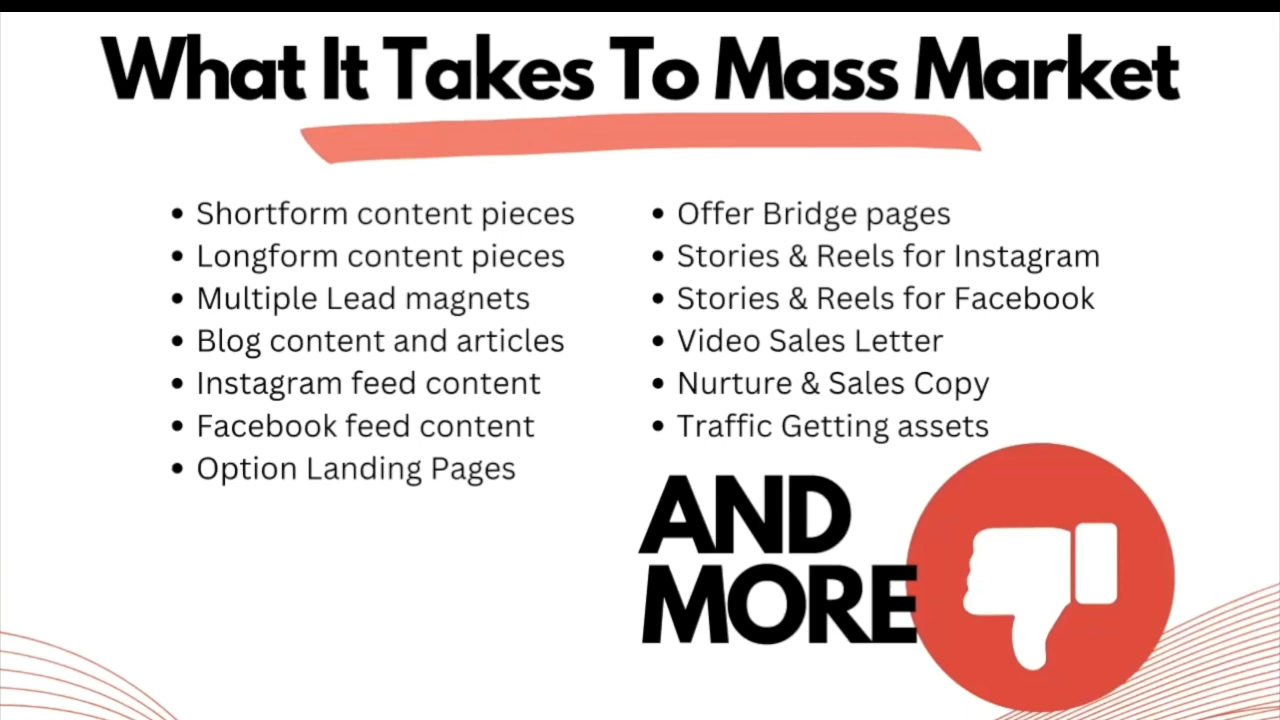 What It Takes To Mass Market
• Shortform content pieces
• Longform content pieces
• Multiple Lead magnets
• Blog content and articles
• Instagram feed content
• Facebook feed content
• Option Landing Pages
• Offer Bridge pages
• Stories & Reels for Instagram
• Stories & Reels for Facebook
• Video Sales Letter
• Nurture & Sales Copy
• Traffic Getting assets
AND
MORE